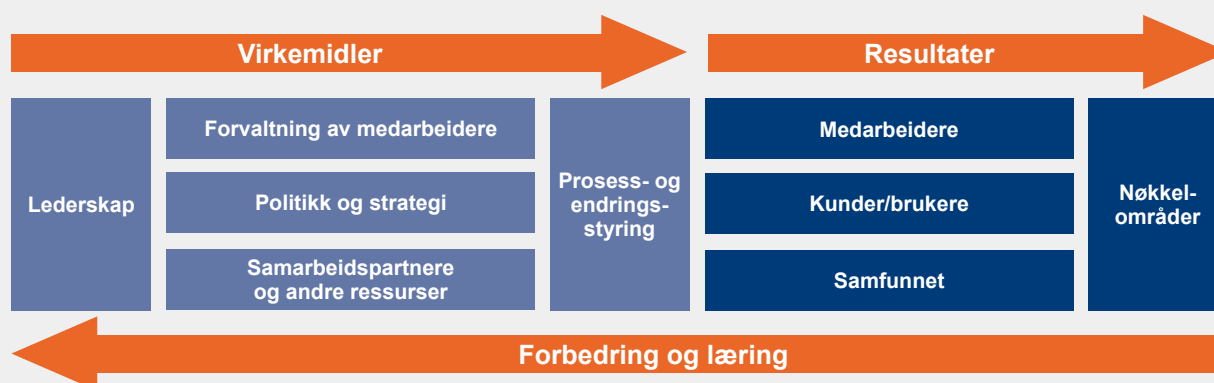 Virkemidler
Resultater
Lederskap
Forvaltning av medarbeidere
Politikk og strategi
Samarbeidspartnere
og andre ressurser
Prosess- og
endrings-
styring
Medarbeidere
Kunder/brukere
Samfunnet
Nøkkel-
områder
Forbedring og læring